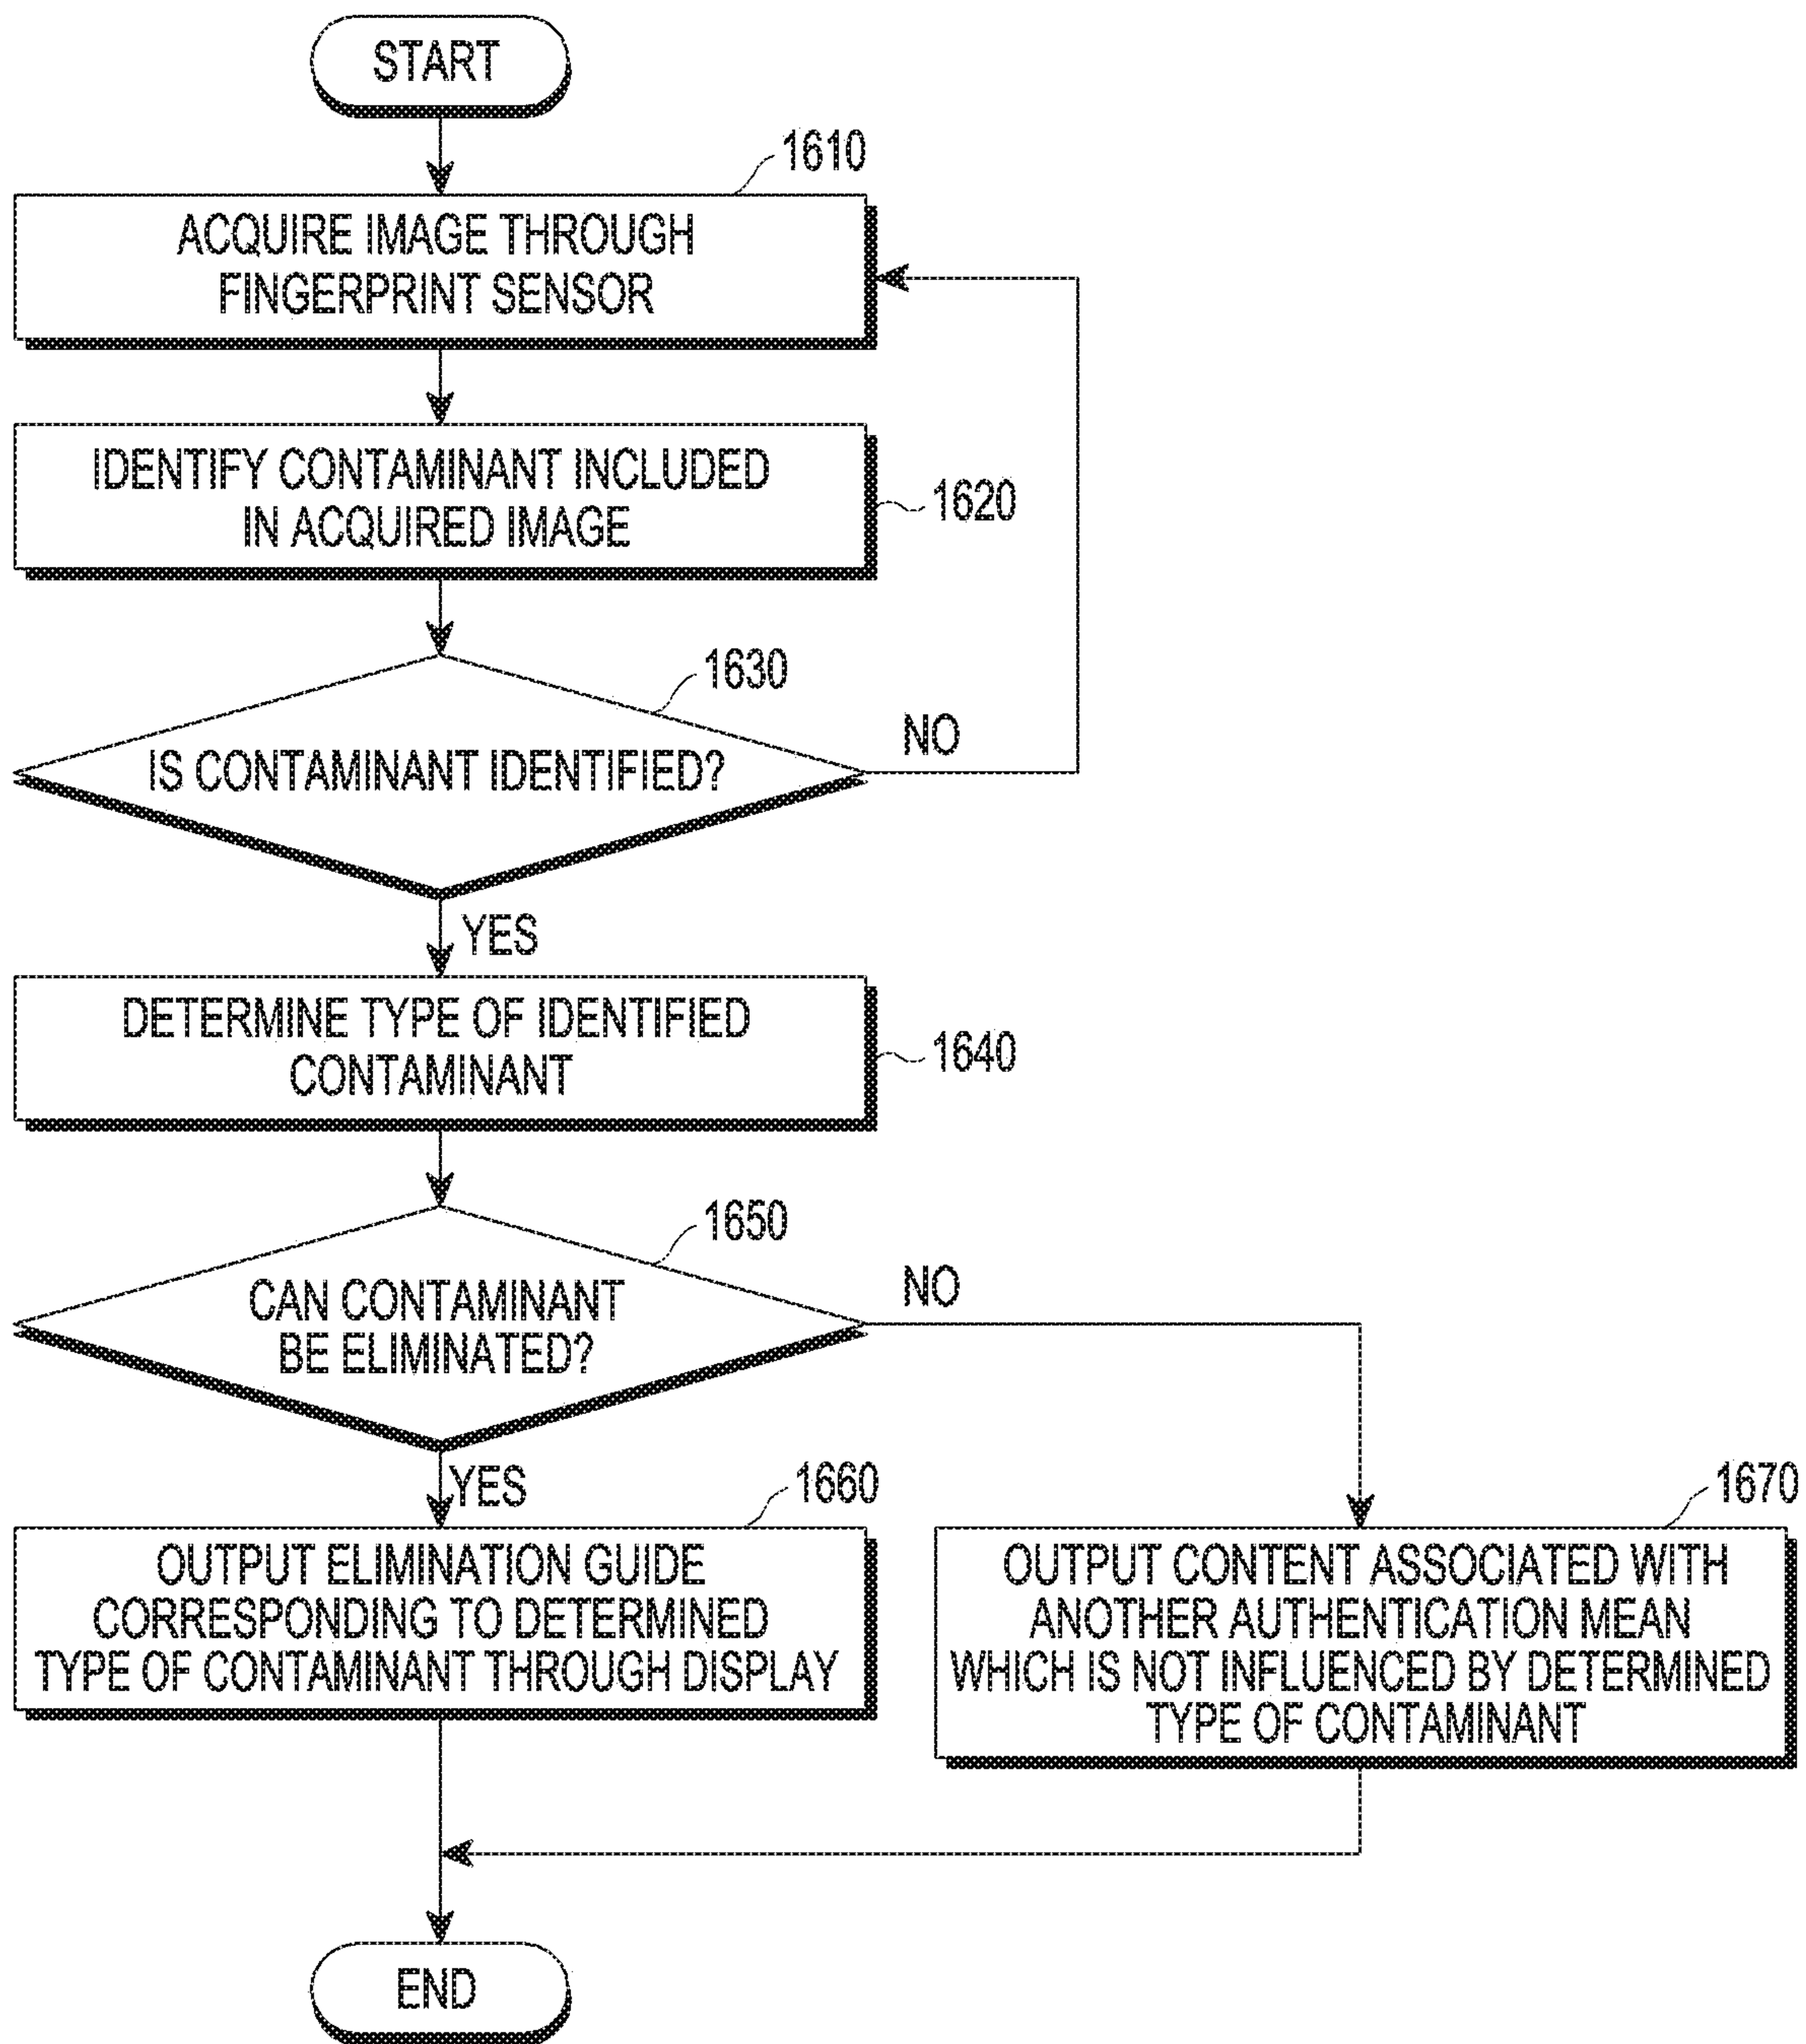 START
1610
ACQUIRE IMAGE THROUGH
FINGERPRINT SENSOR
IDENTIFY CONTAMINANT INCLUDED
IN ACQUIRED IMAGE
1620
1630
IS CONTAMINANT IDENTIFIED?
NO
YES
DETERMINE TYPE OF IDENTIFIED
CONTAMINANT
1640
1650
CAN CONTAMINANT
BE ELIMINATED?
NO
YES
1660
OUTPUT ELIMINATION GUIDE
CORRESPONDING TO DETERMINED
TYPE OF CONTAMINANT THROUGH DISPLAY
1670
OUTPUT CONTENT ASSOCIATED WITH
ANOTHER AUTHENTICATION MEAN
WHICH IS NOT INFLUENCED BY DETERMINED
TYPE OF CONTAMINANT
END